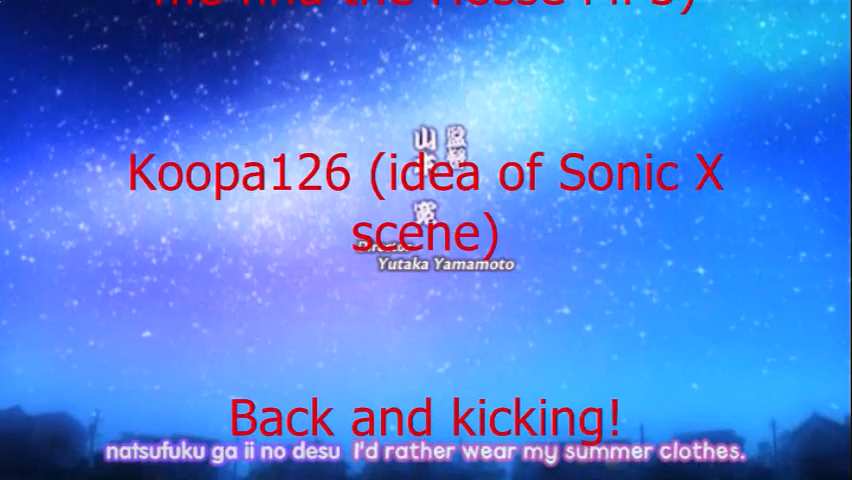 Koopa126 (idea of Sonic X
scene)
Director
Yutaka Yamamoto
Back and kicking!
natsufuku ga ii no desu I'd rather wear my summer clothes.